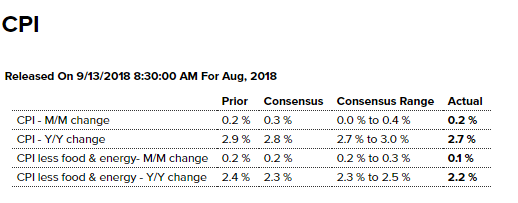 CPI
Released On 9/13/2018 8:30:00 AM For Aug, 2018
Prior Consensus Consensus Range Actual
CPI - M/M change 0.2 % 0.3 % 0.0 % to 0.4 % 0.2 %
CPI - Y/Y change 2.9 % 2.8 % 2.7 % to 3.0 % 2.7 %
CPI less food & energy- M/M change 0.2 % 0.2 % 0.2 % to 0.3 % 0.1 %
CPI less food & energy - Y/Y change 2.4 % 2.3 % 2.3 % to 2.5 % 2.2 %